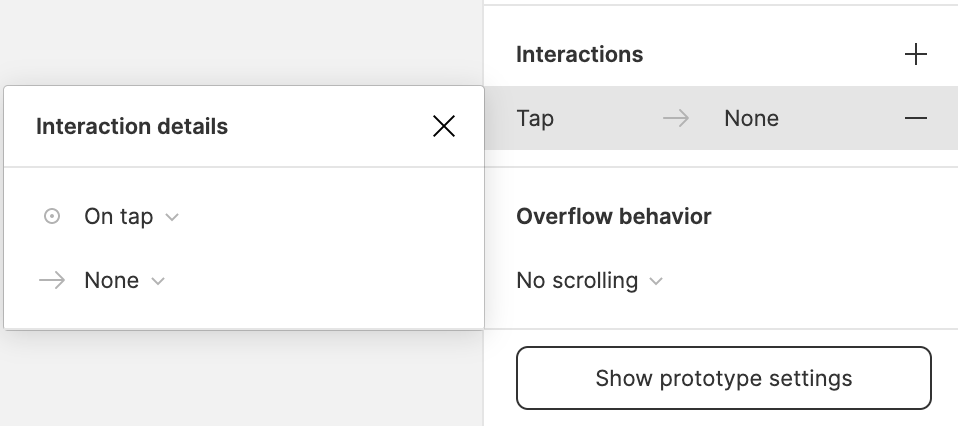 Interactions
Tap None
Interaction details
On tap
None
Overflow behavior
No scrolling
Show prototype settings